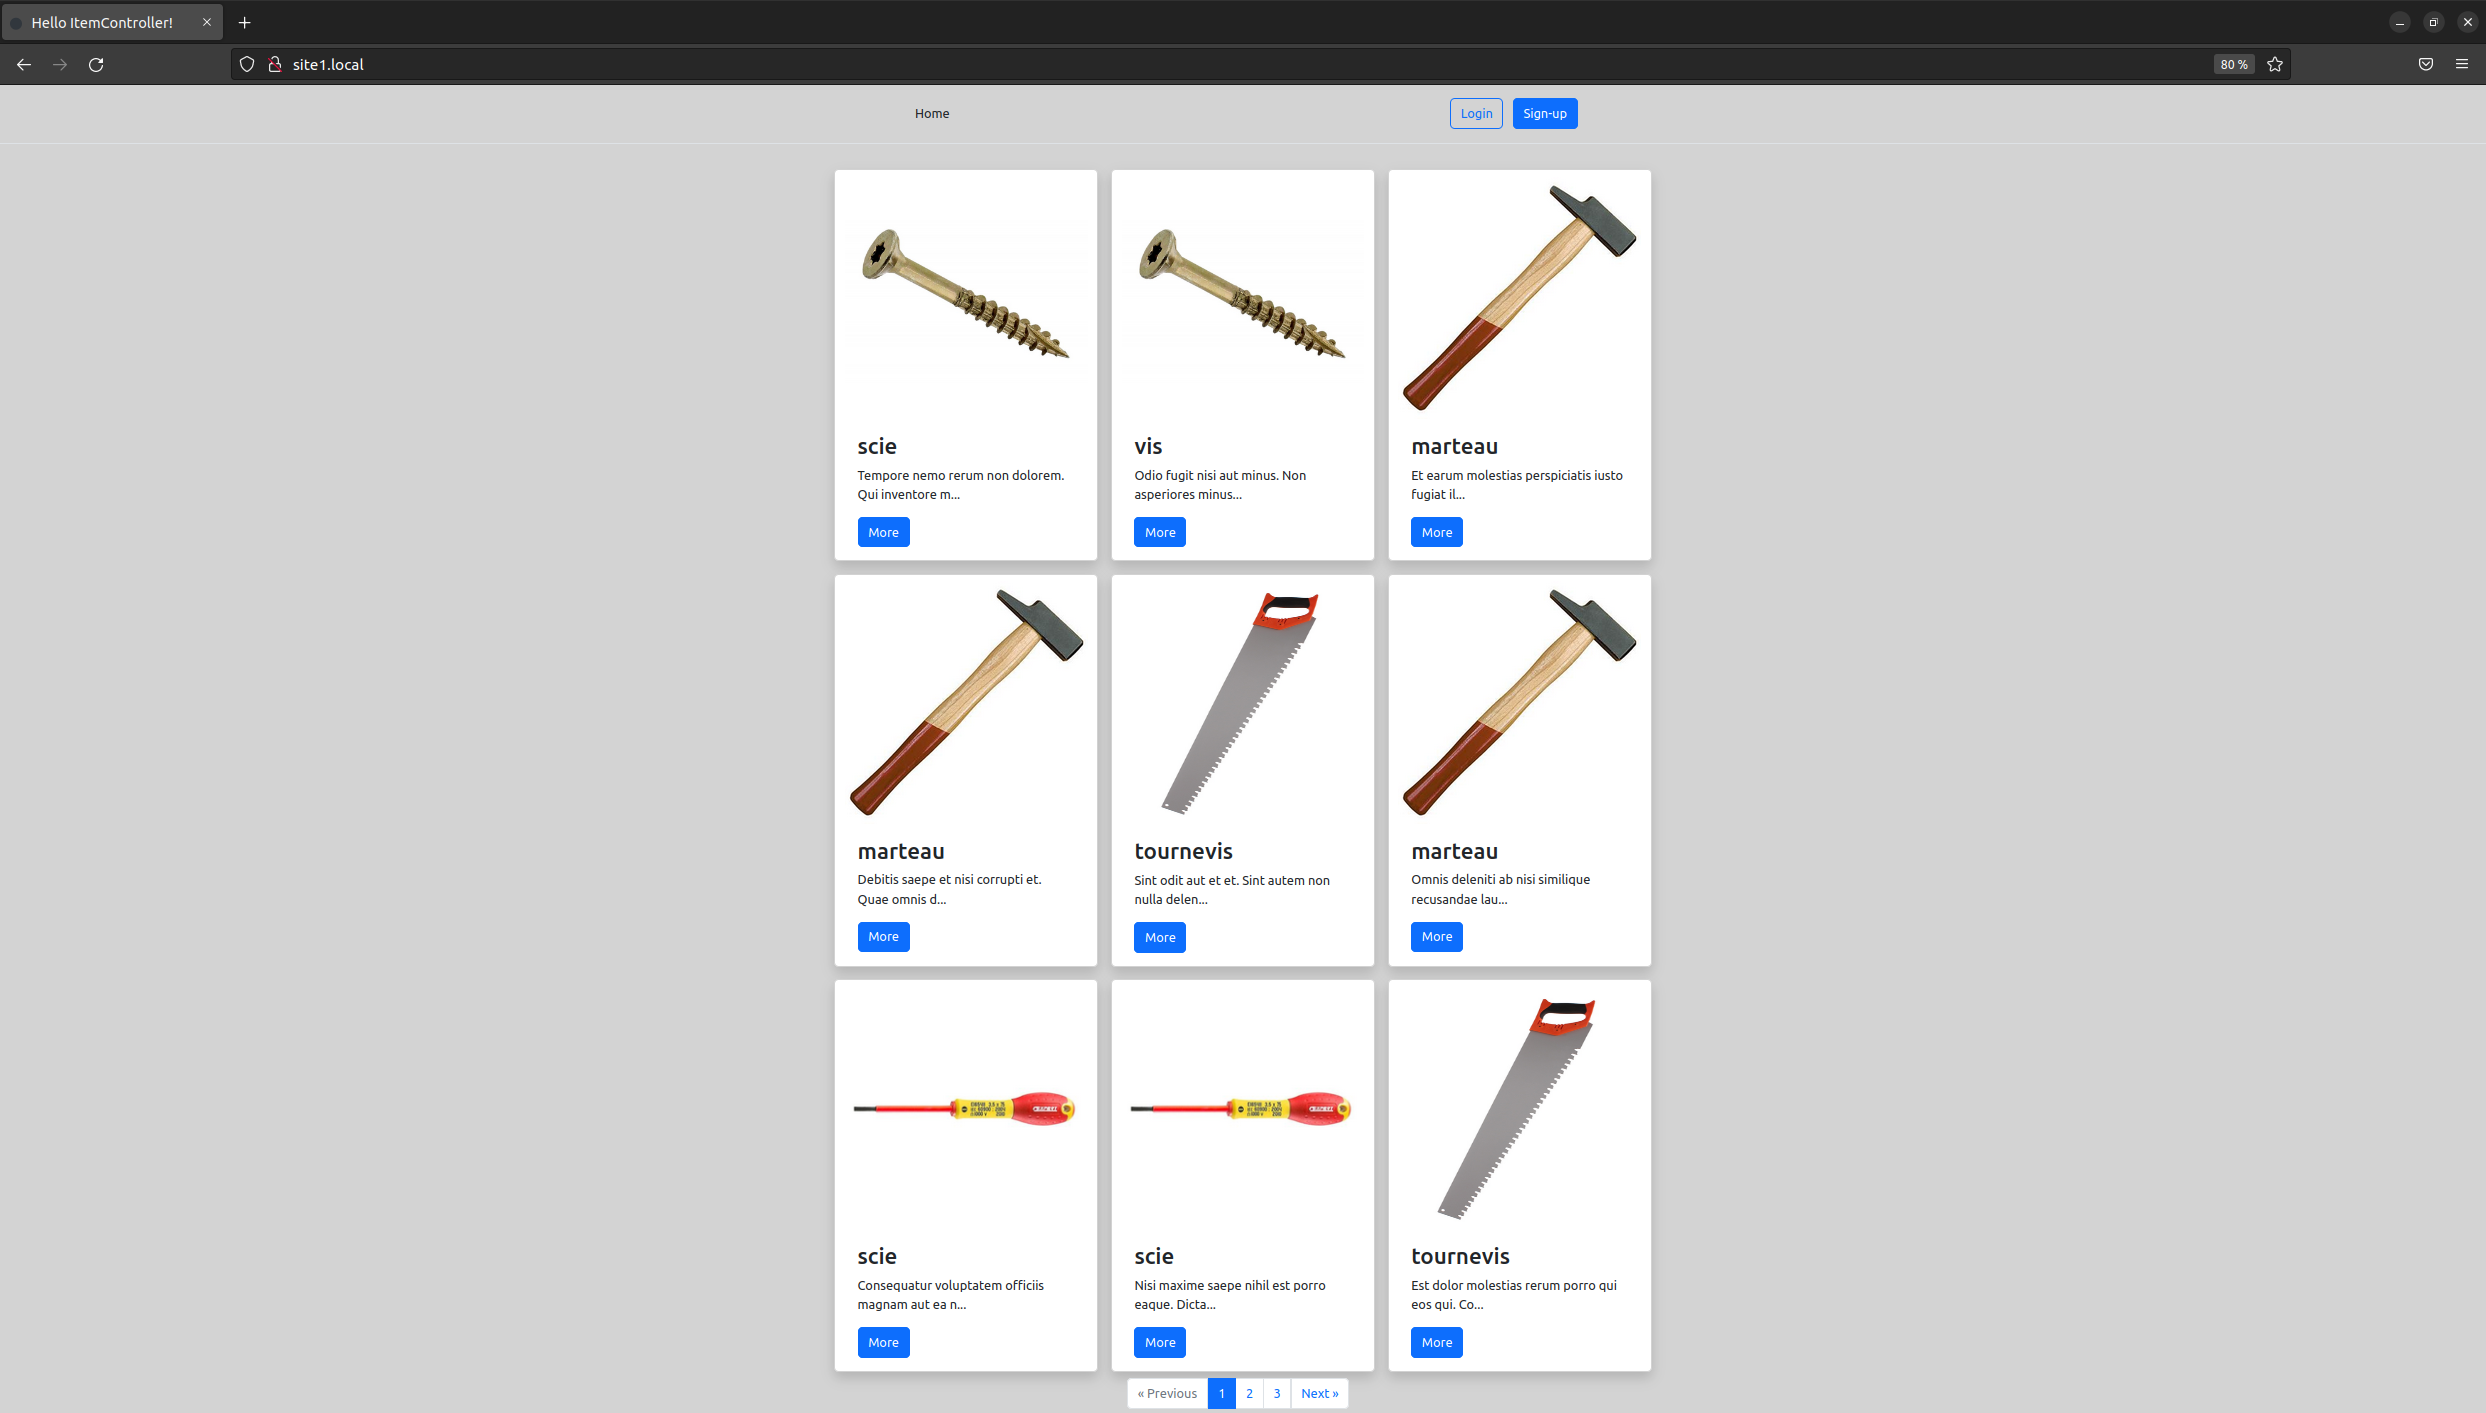 Hello ItemController!
site1.local
80 %
Home
Login
Sign-up
scie
Tempore nemo rerum non dolorem.
Qui inventore m...
More
vis
Odio fugit nisi aut minus. Non
asperiores minus...
More
marteau
Et earum molestias perspiciatis iusto
fugiat il...
More
marteau
Debitis saepe et nisi corrupti et.
Quae omnis d...
More
tournevis
Sint odit aut et et. Sint autem non
nulla delen...
More
marteau
Omnis deleniti ab nisi similique
recusandae lau...
More
scie
Consequatur voluptatem officiis
magnam aut ea n...
More
scie
Nisi maxime saepe nihil est porro
eaque. Dicta...
More
tournevis
Est dolor molestias rerum porro qui
eos qui. Co...
More
« Previous 1 2 3 Next »